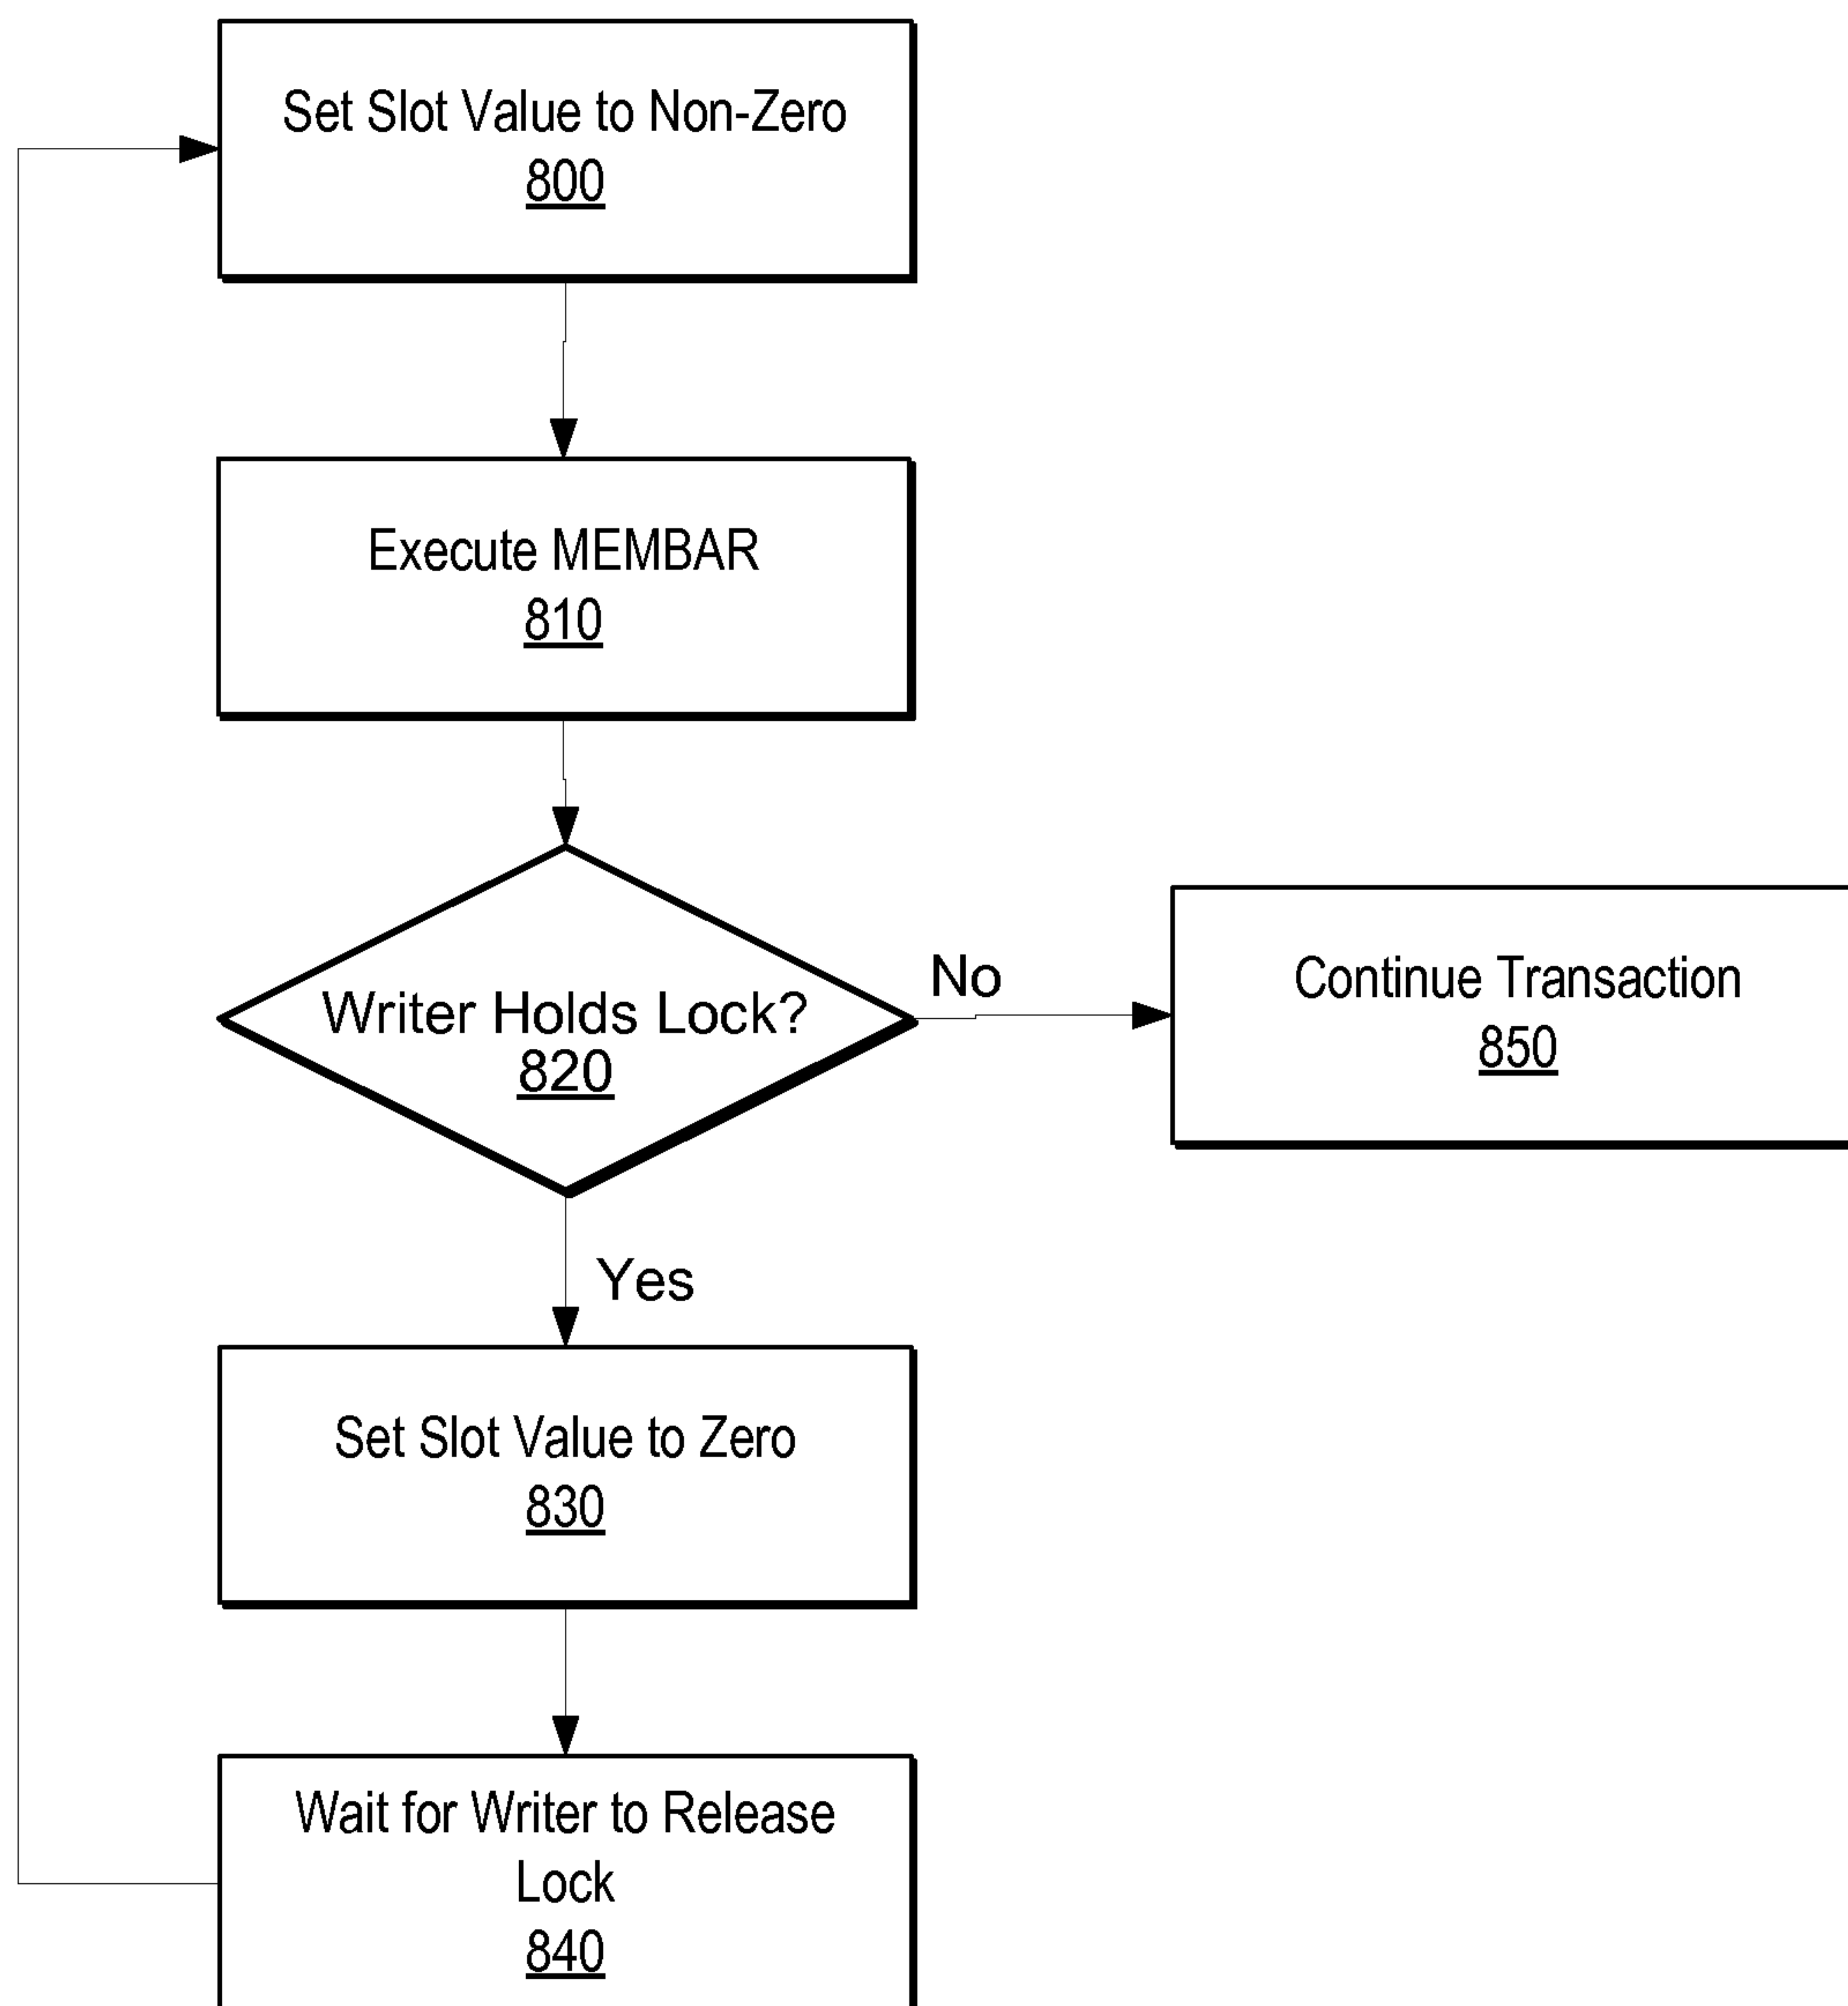 Set Slot Value to Non-Zero
800
Execute MEMBAR
810
Writer Holds Lock?
820
No
Continue Transaction
850
Yes
Set Slot Value to Zero
830
Wait for Writer to Release
Lock
840